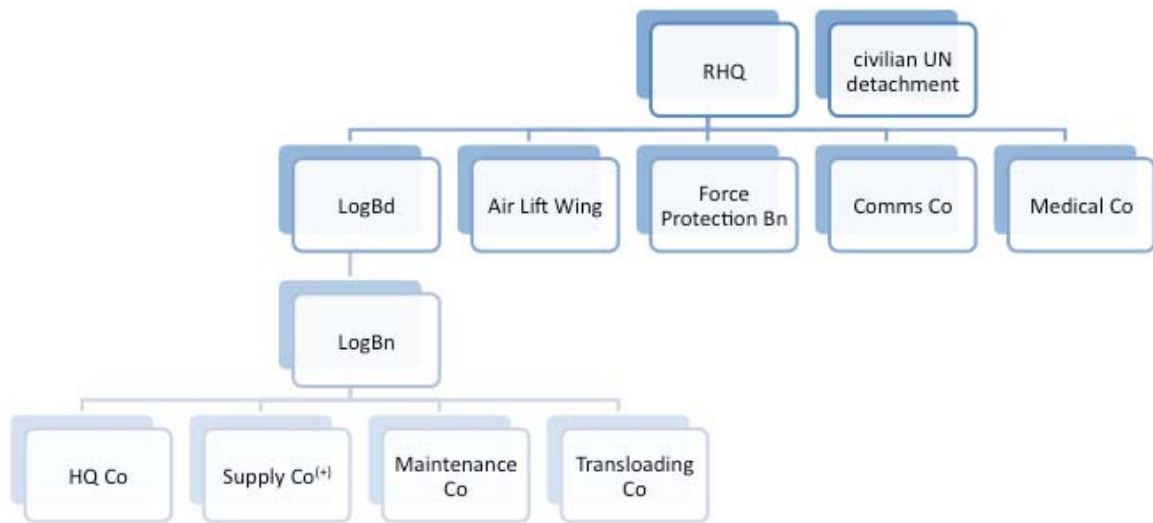 RHQ
civilian UN
detachment
LogBd
Air Lift Wing
Force
Protection Bn
Comms Co
Medical Co
LogBn
HQ Co
Supply Co⁽⁺⁾
Maintenance
Co
Transloading
Co